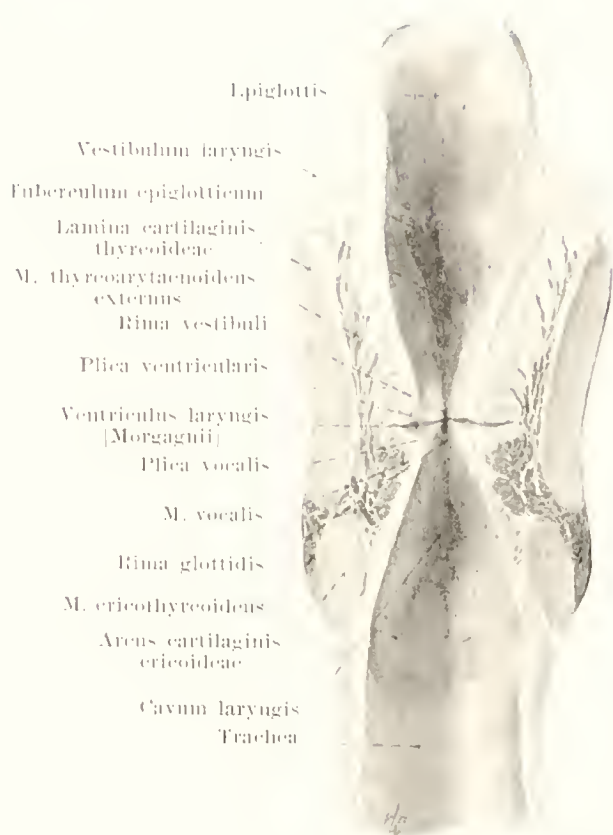 Epiglottis
Vestibulum laryngis
Tuberculum epiglotticum
Lamina cartilaginis
thyreoideae
M. thyreoarytaenoideus
externus
Rima vestibuli
Plica ventricularis
Ventriculus laryngis
[Morgagnii]
Plica vocalis
M. vocalis
Rima glottidis
M. cricothyreoideus
Arcus cartilaginis
cricoideae
Cavum laryngis
Trachea